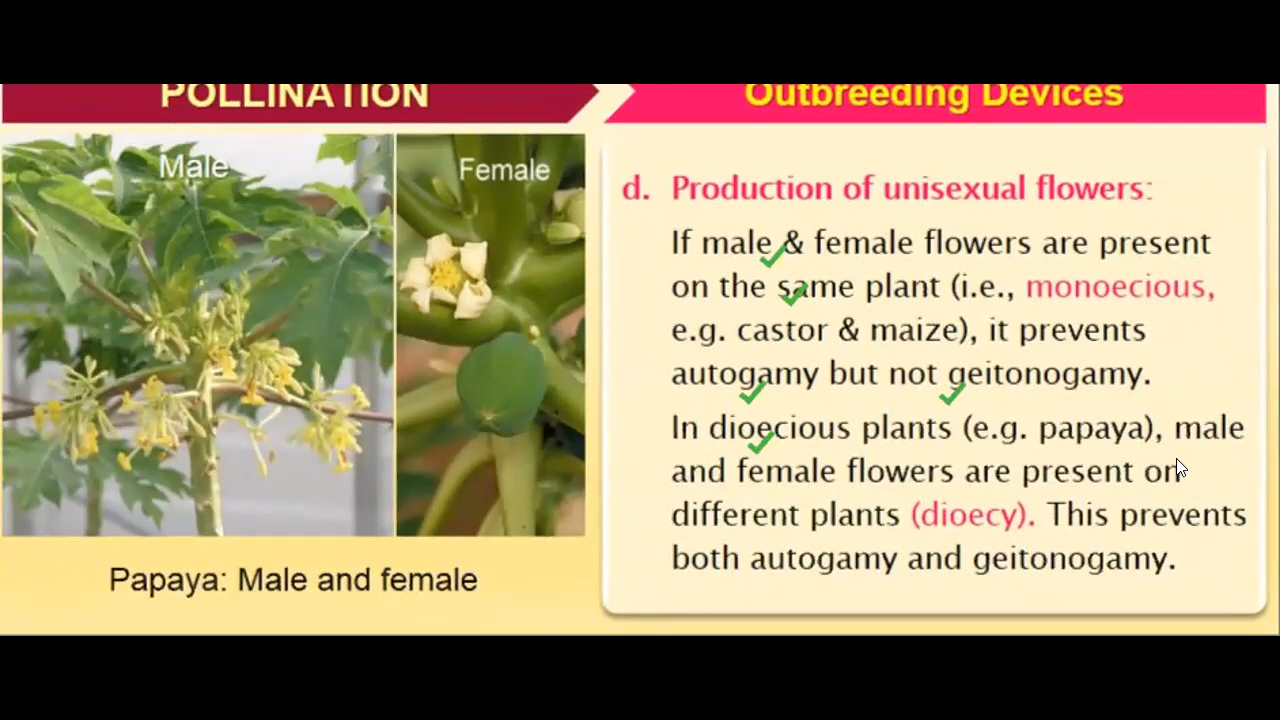 POLLINATION
Outbreeding Devices
Male
Female
Papaya: Male and female
d. Production of unisexual flowers:
If male & female flowers are present
on the same plant (i.e., monoecious,
e.g. castor & maize), it prevents
autogamy but not geitonogamy.
In dioecious plants (e.g. papaya), male
and female flowers are present on
different plants (dioecy). This prevents
both autogamy and geitonogamy.